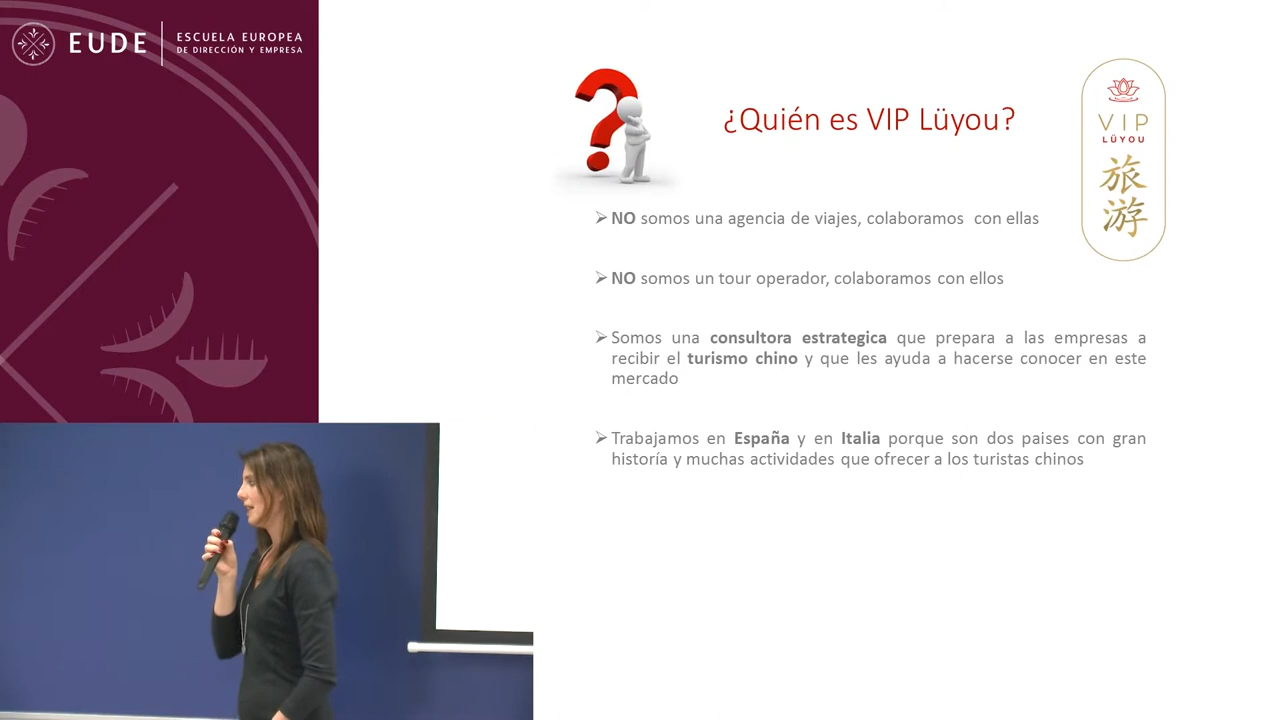 EUDE
ESCUELA EUROPEA
DE DIRECCIÓN Y EMPRESA
¿Quién es VIP Lüyou?
VIP
LÜYOU
旅
游
NO somos una agencia de viajes, colaboramos con ellas
NO somos un tour operador, colaboramos con ellos
Somos una consultora estrategica que prepara a las empresas a
recibir el turismo chino y que les ayuda a hacerse conocer en este
mercado
Trabajamos en España y en Italia porque son dos paises con gran
historía y muchas actividades que ofrecer a los turistas chinos